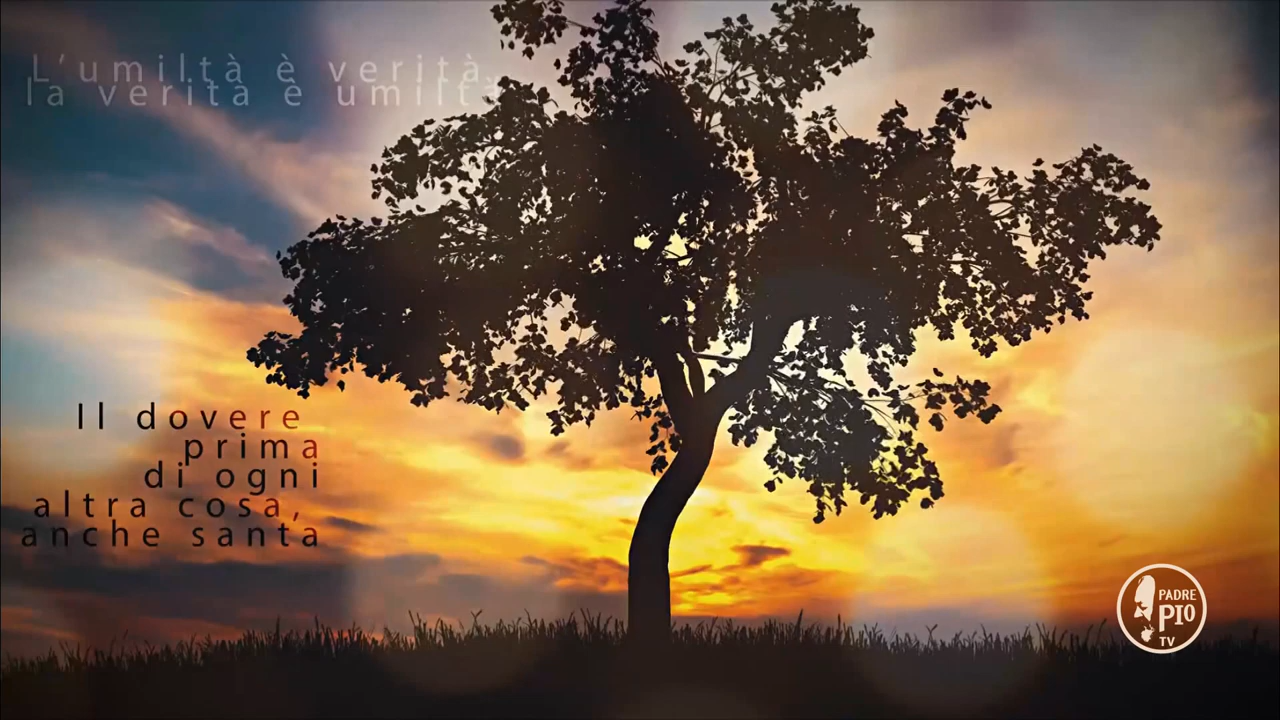 L'umiltà è verità,
la verità è umiltà
Il dovere
prima
di ogni
altra cosa,
anche santa
PADRE
PIO
TV